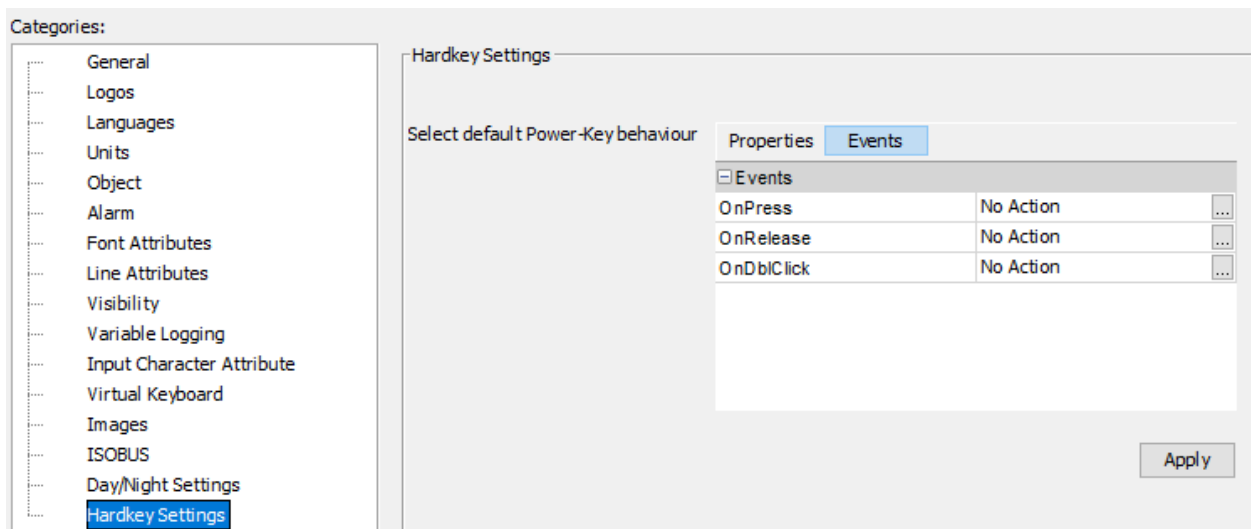 Categories:
General
Logos
Languages
Units
Object
Alarm
Font Attributes
Line Attributes
Visibility
Variable Logging
Input Character Attribute
Virtual Keyboard
Images
ISOBUS
Day/Night Settings
Hardkey Settings
Hardkey Settings
Select default Power-Key behaviour
Properties Events
Events
OnPress No Action ...
OnRelease No Action ...
OnDblClick No Action ...
Apply